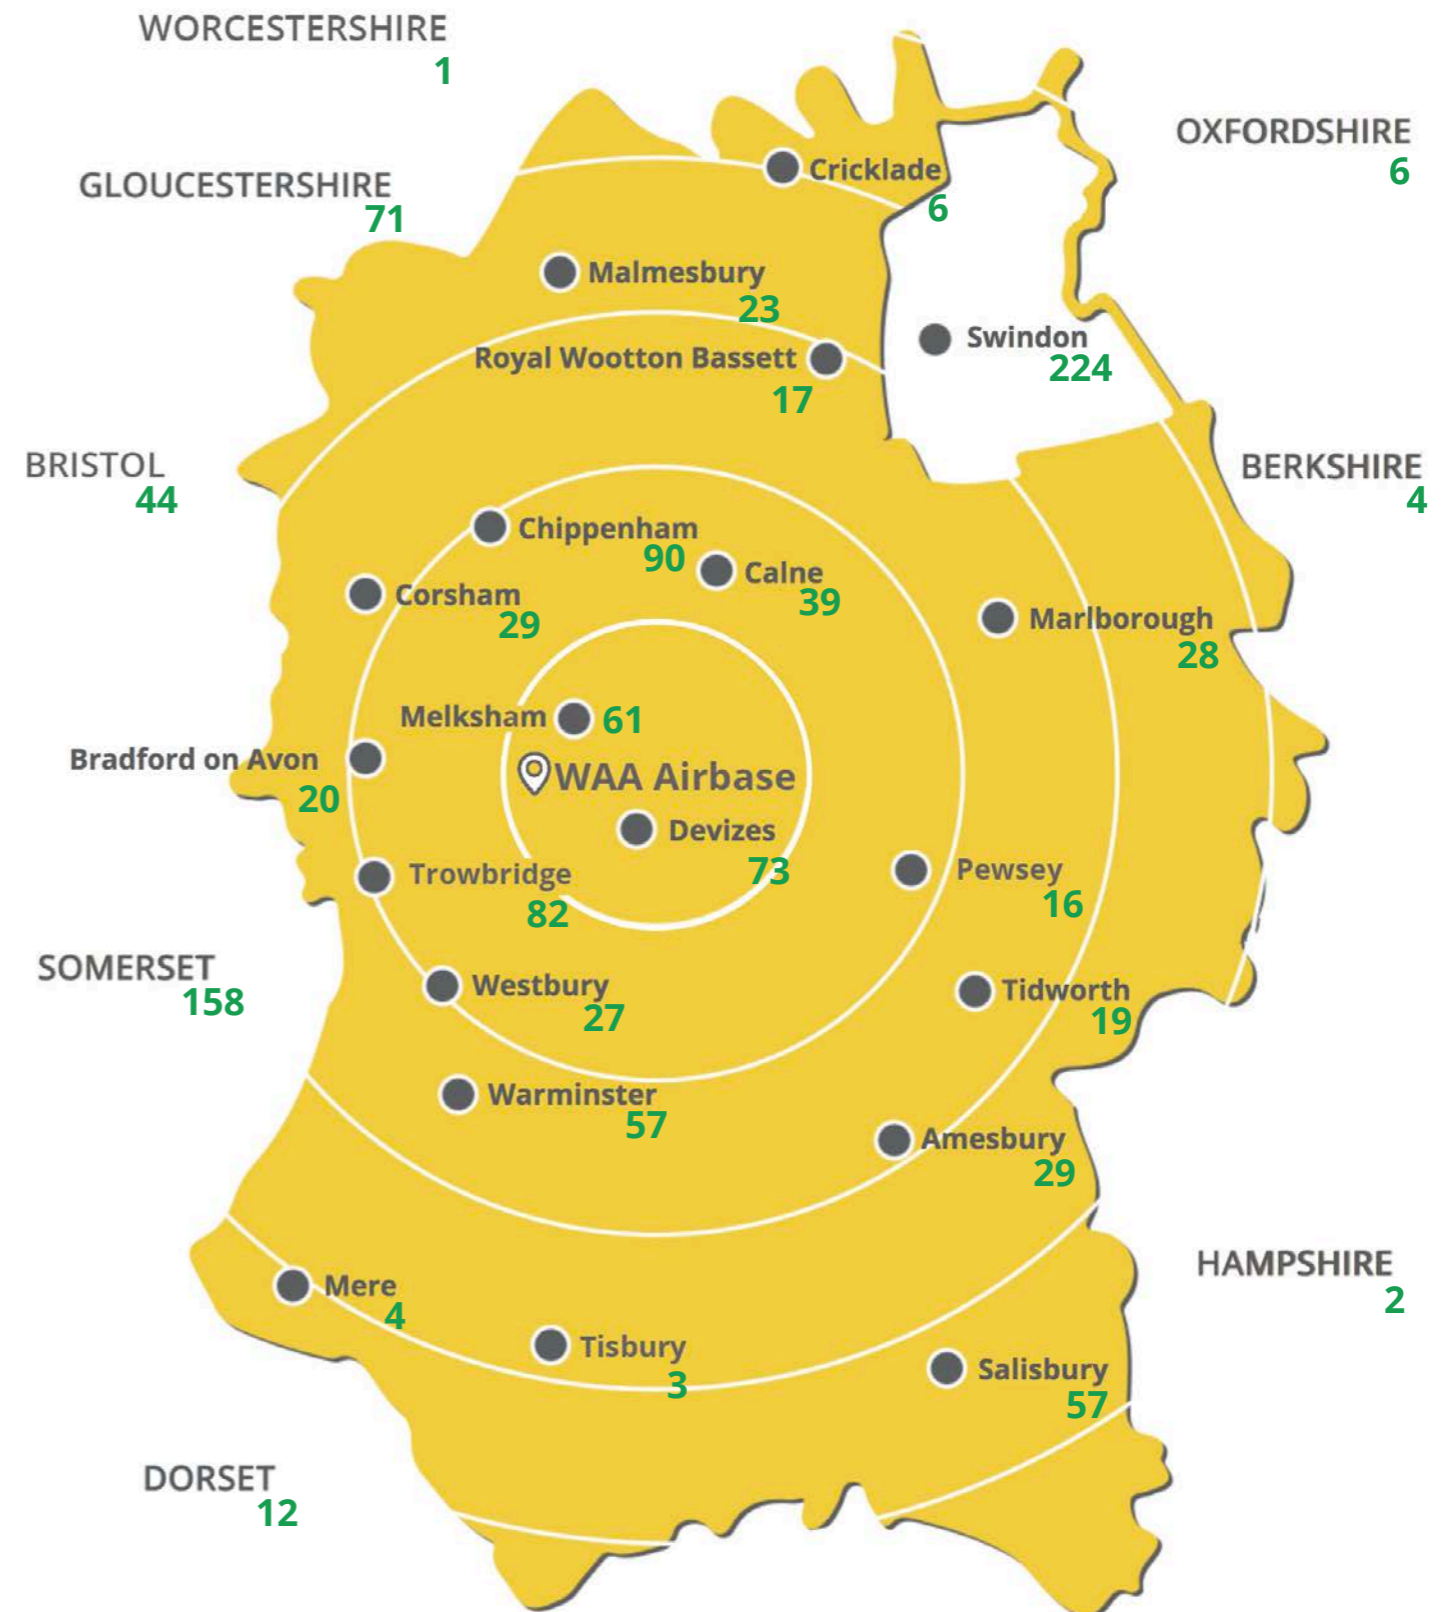 WORCESTERSHIRE
1
OXFORDSHIRE
6
GLOUCESTERSHIRE
71
Cricklade
6
Malmesbury
23
Swindon
224
Royal Wootton Bassett
17
BRISTOL
44
BERKSHIRE
4
Chippenham
90
Calne
39
Corsham
29
Marlborough
28
Melksham 61
Bradford on Avon
20
WAA Airbase
Devizes
73
Trowbridge
82
Pewsey
16
SOMERSET
158
Westbury
27
Tidworth
19
Warminster
57
Amesbury
29
HAMPSHIRE
2
Mere
4
Tisbury
3
Salisbury
57
DORSET
12